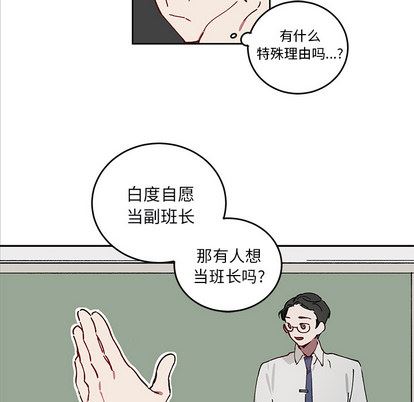 有什么
特殊理由吗...?
白度自愿
当副班长
那有人想
当班长吗?